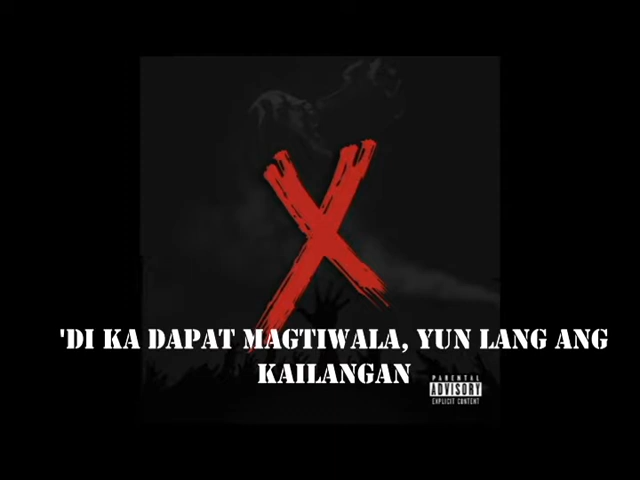 'DI KA DAPAT MAGTIWALA, YUN LANG ANG
KAILANGAN
PARENTAL
ADVISORY
EXPLICIT CONTENT